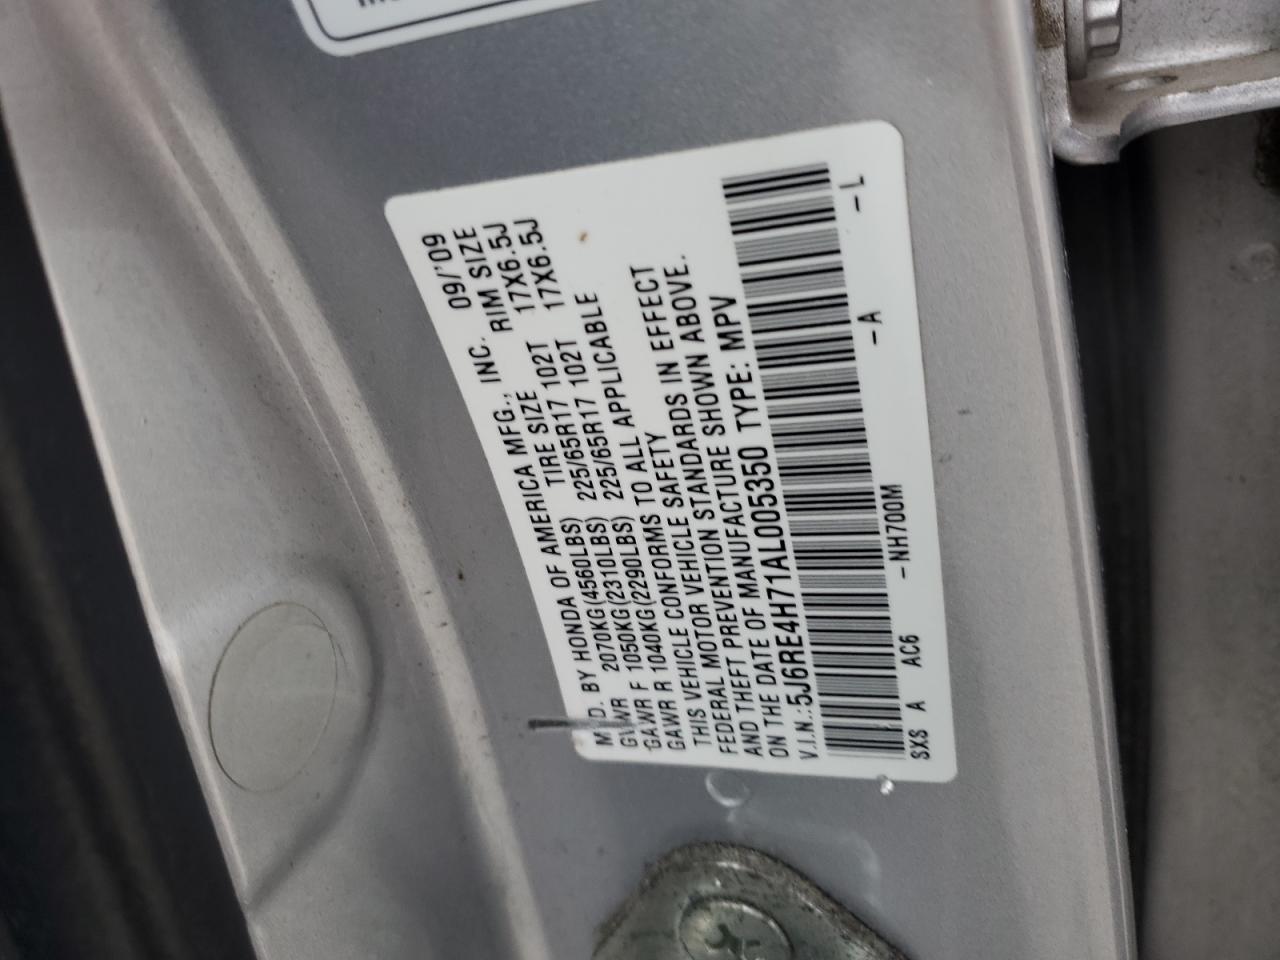 MFD. BY HONDA OF AMERICA MFG., INC. 09/'09
GVWR 2070KG(4560LBS) TIRE SIZE RIM SIZE
GAWR F 1050KG(2310LBS) 225/65R17 102T 17X6.5J
GAWR R 1040KG(2290LBS) 225/65R17 102T 17X6.5J
THIS VEHICLE CONFORMS TO ALL APPLICABLE
FEDERAL MOTOR VEHICLE SAFETY
AND THEFT PREVENTION STANDARDS IN EFFECT
ON THE DATE OF MANUFACTURE SHOWN ABOVE.
V.I.N.:5J6RE4H71AL005350 TYPE: MPV
SXS A AC6 -NH700M -A -L